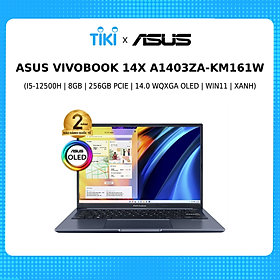 TIKI x ASUS
ASUS VIVOBOOK 14X A1403ZA-KM161W
(I5-12500H | 8GB | 256GB PCIE | 14.0 WQXGA OLED | WIN11 | XANH)
2
ASUS
OLED